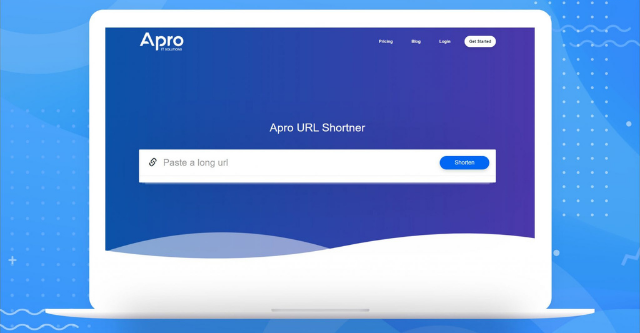 Apro
IT SOLUTIONS
Pricing Blog Login Get Started
Apro URL Shortner
Paste a long url Shorten